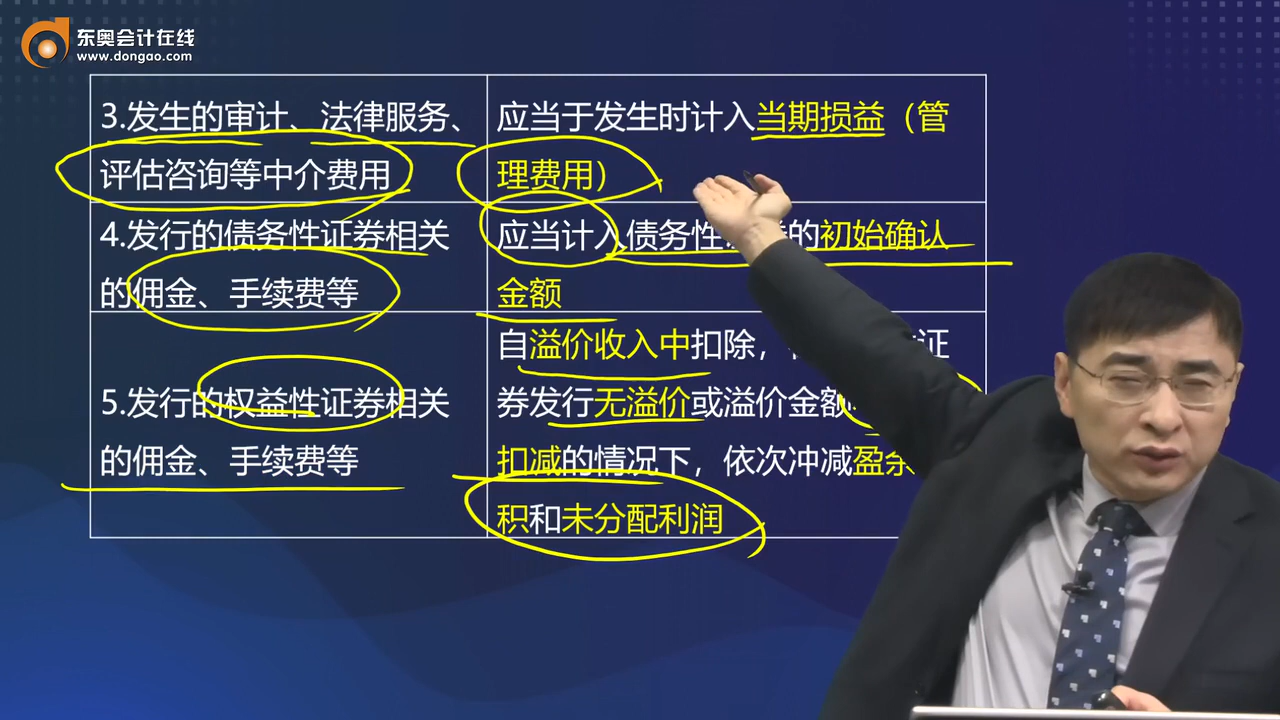 东奥会计在线
www.dongao.com
3.发生的审计、法律服务、
评估咨询等中介费用
应当于发生时计入当期损益（管
理费用）
4.发行的债务性证券相关
的佣金、手续费等
应当计入债务性 的初始确认
金额
5.发行的权益性证券相关
的佣金、手续费等
自溢价收入中扣除， 证
券发行无溢价或溢价金额
扣减的情况下，依次冲减盈余
积和未分配利润